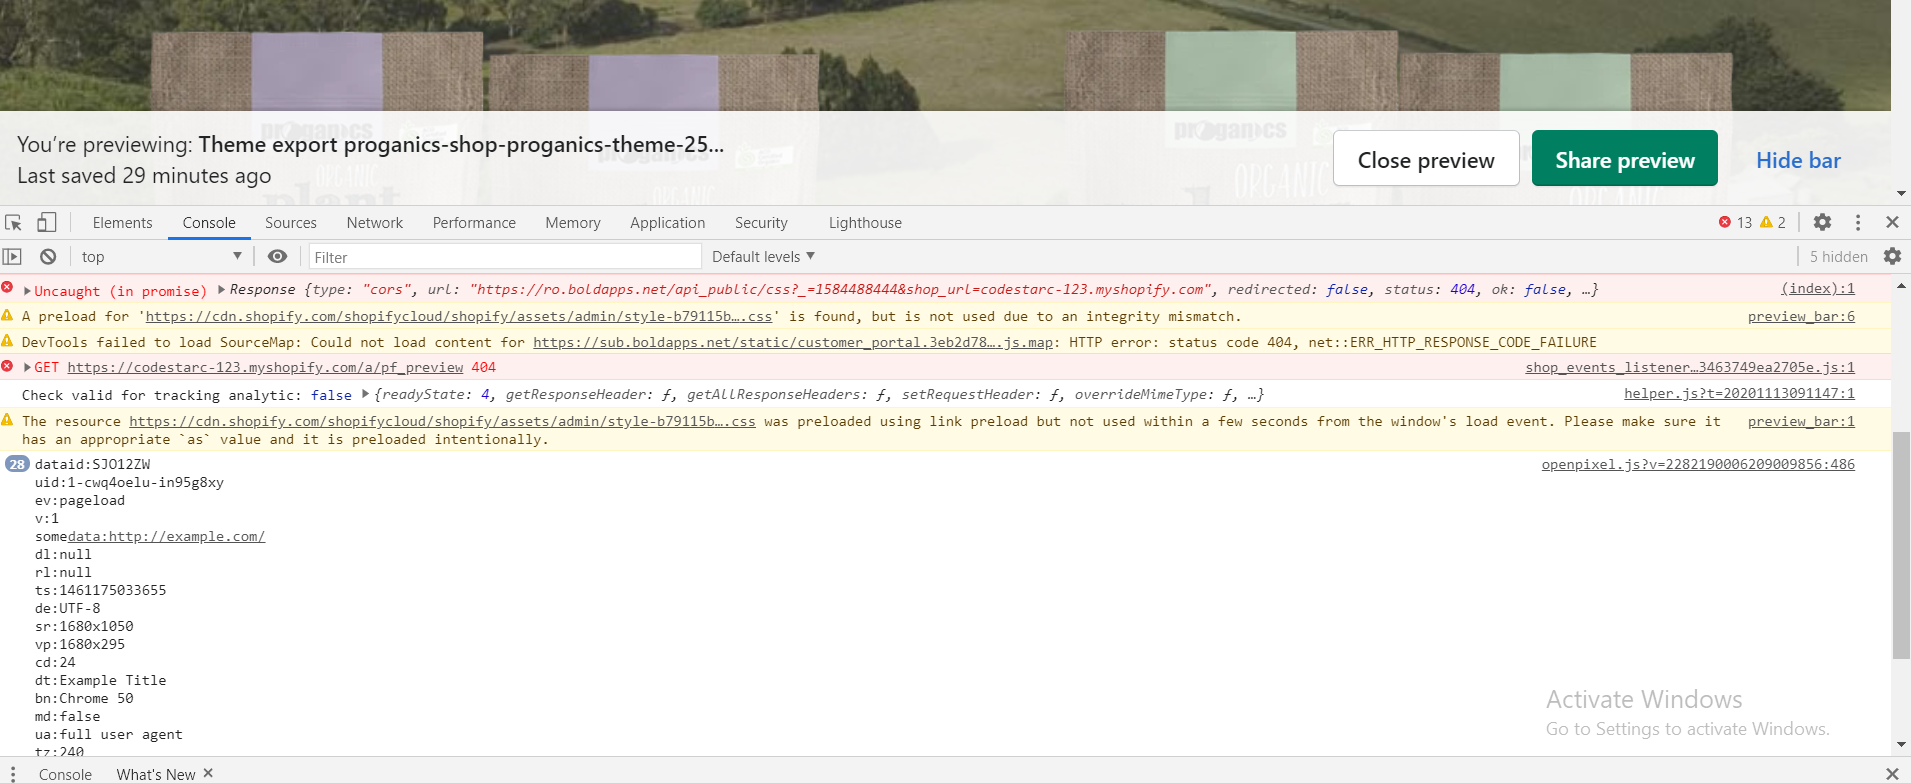 proganics
proganics
ORGANIC
ORGANIC
ORGANIC
ORGANIC
plant
You’re previewing: Theme export proganics-shop-proganics-theme-25...
Last saved 29 minutes ago
Close preview
Share preview
Hide bar
Elements Console Sources Network Performance Memory Application Security Lighthouse 13 2
top Filter Default levels 5 hidden
Uncaught (in promise) Response {type: "cors", url: "https://ro.boldapps.net/api_public/css?_=1584488444&shop_url=codestarc-123.myshopify.com", redirected: false, status: 404, ok: false, …} (index):1
A preload for 'https://cdn.shopify.com/shopifycloud/shopify/assets/admin/style-b79115b….css' is found, but is not used due to an integrity mismatch. preview_bar:6
DevTools failed to load SourceMap: Could not load content for https://sub.boldapps.net/static/customer_portal.3eb2d78….js.map: HTTP error: status code 404, net::ERR_HTTP_RESPONSE_CODE_FAILURE
GET https://codestarc-123.myshopify.com/a/pf_preview 404 shop_events_listener…3463749ea2705e.js:1
Check valid for tracking analytic: false {readyState: 4, getResponseHeader: ƒ, getAllResponseHeaders: ƒ, setRequestHeader: ƒ, overrideMimeType: ƒ, …} helper.js?t=20201113091147:1
The resource https://cdn.shopify.com/shopifycloud/shopify/assets/admin/style-b79115b….css was preloaded using link preload but not used within a few seconds from the window's load event. Please make sure it preview_bar:1
has an appropriate `as` value and it is preloaded intentionally.
28 dataid:SJO12ZW openpixel.js?v=2282190006209009856:486
uid:1-cwq4oelu-in95g8xy
ev:pageload
v:1
somedata:http://example.com/
dl:null
rl:null
ts:1461175033655
de:UTF-8
sr:1680x1050
vp:1680x295
cd:24
dt:Example Title
bn:Chrome 50
md:false
ua:full user agent
tz:240
Activate Windows
Go to Settings to activate Windows.
Console What's New